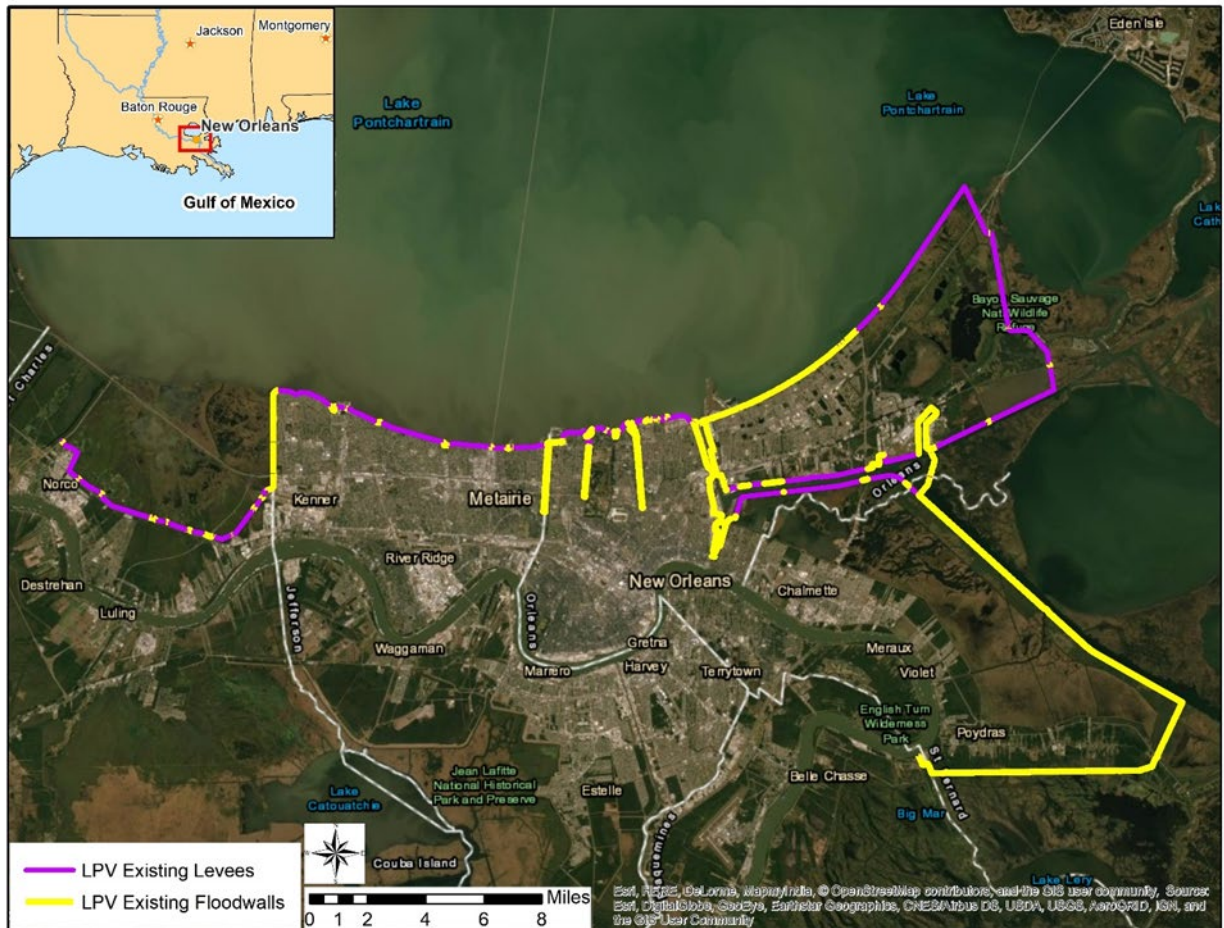 Jackson
Montgomery
Baton Rouge
New Orleans
Gulf of Mexico
Lake
Pontchartrain
Lake
Pontchartrain
Eden Isle
Lak
Cath
Bayou Sauvage
Nat Wildlife
Refuge
Charles
Norco
Kenner
Metairie
Orleans
River Ridge
Destrehan
Luling
Jefferson
Orleans
New Orleans
Chalmette
Waggaman
Gretna
Marrero
Harvey
Terrytown
Meraux
Violet
English Turn
Wilderness
Park
Poydras
St Bernard
Belle Chasse
Jean Lafitte
National Historical
Park and Preserve
Estelle
Lake
Catouatchie
Big Mar
Couba Island
quemines
Lake Lery
LPV Existing Levees
LPV Existing Floodwalls
Miles
0 1 2 4 6 8
Esri, HERE, DeLorme, MapmyIndia, © OpenStreetMap contributors, and the GIS user community, Source:
Esri, DigitalGlobe, GeoEye, Earthstar Geographics, CNES/Airbus DS, USDA, USGS, AeroGRID, IGN, and
the GIS User Community